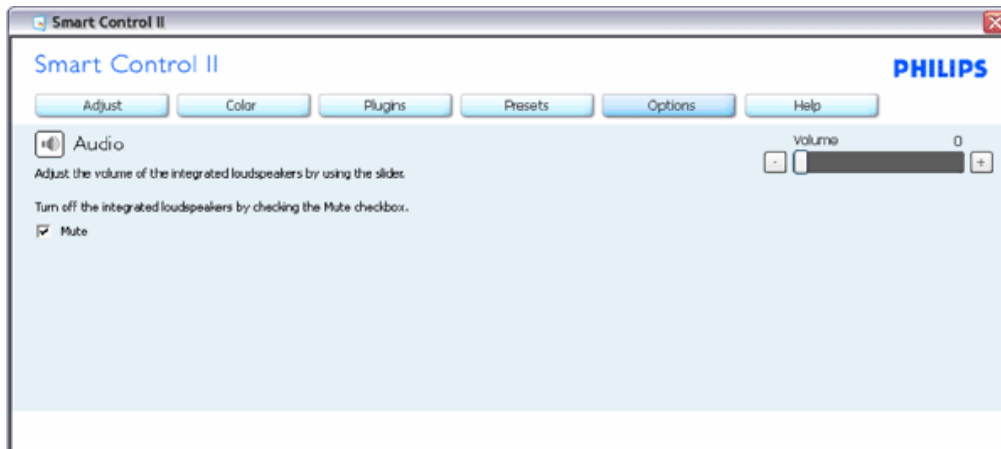 Smart Control II
Smart Control II
PHILIPS
Adjust Color Plugins Presets Options Help
Audio
Volume 0
- +
Adjust the volume of the integrated loudspeakers by using the slider.
Turn off the integrated loudspeakers by checking the Mute checkbox.
Mute